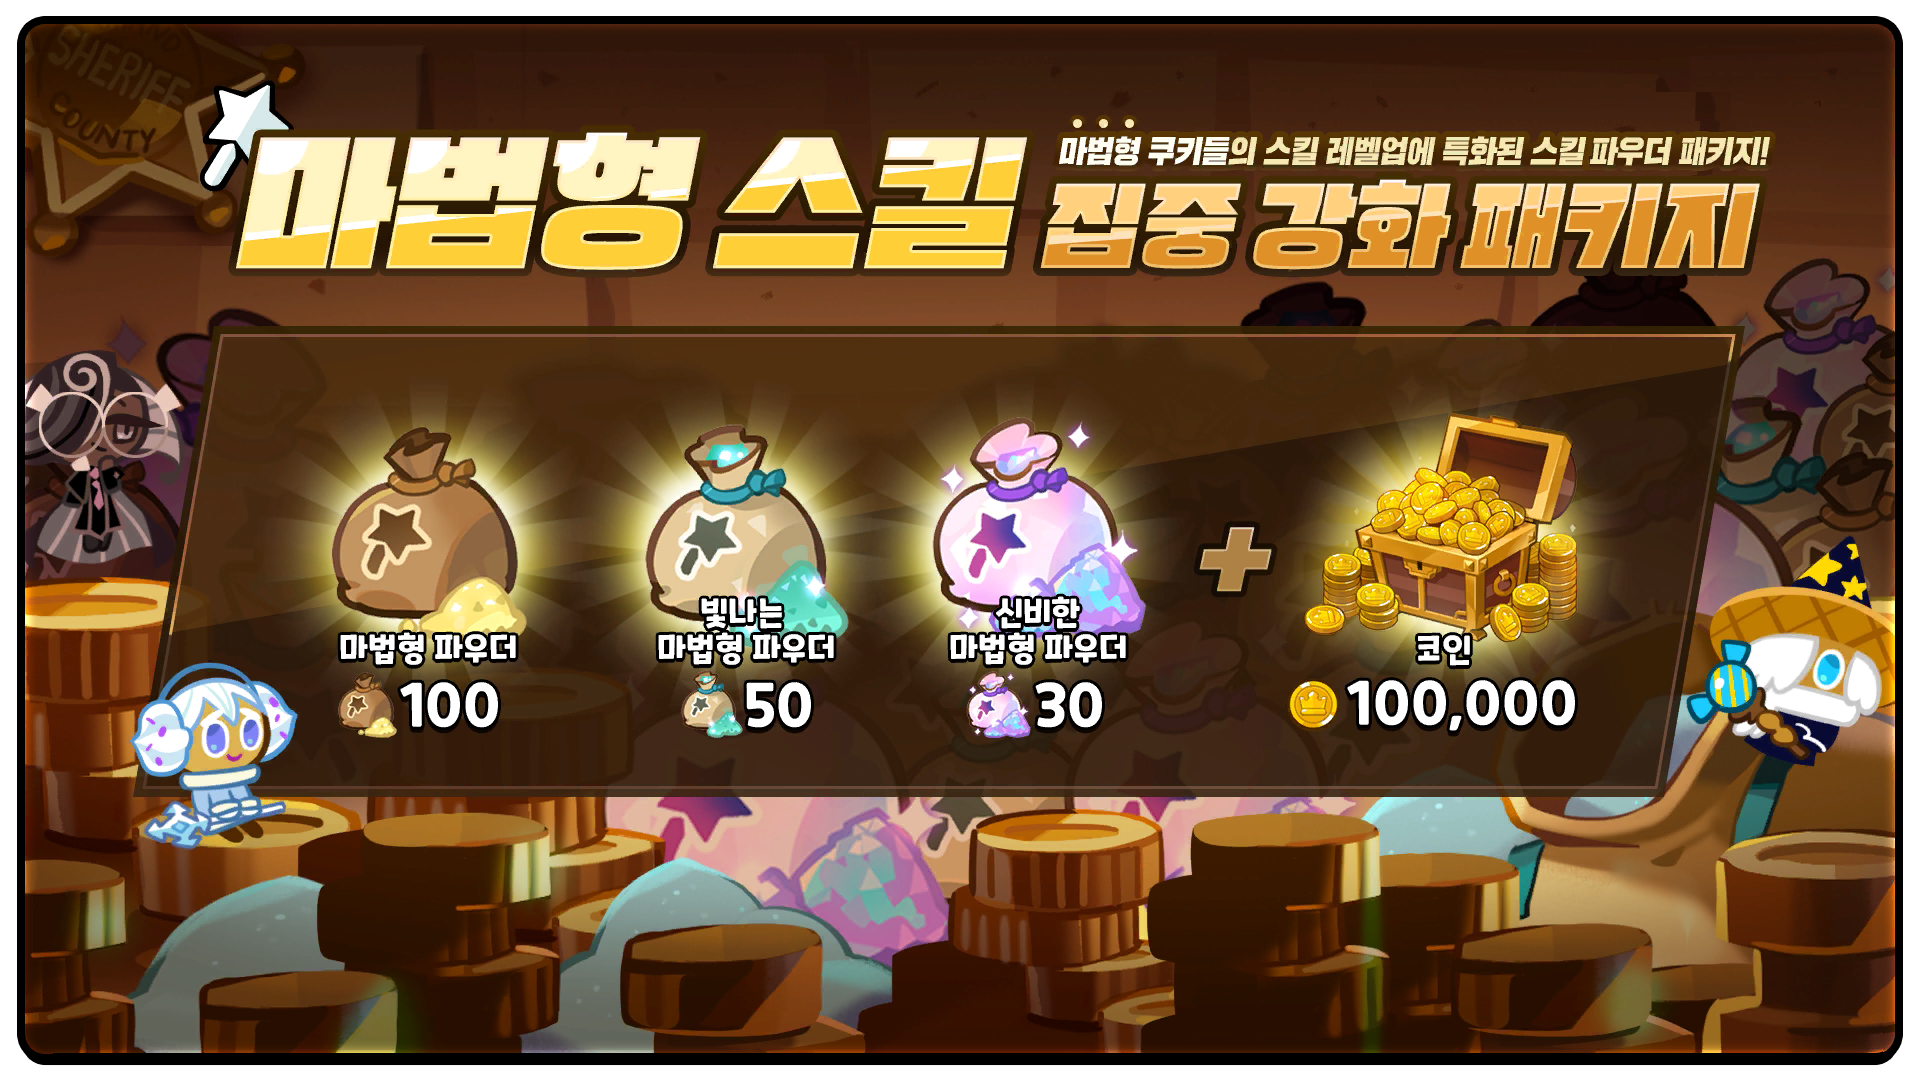 SHERIFF
COUNTY
마법형 쿠키들의 스킬 레벨업에 특화된 스킬 파우더 패키지!
마법형 스킬 집중 강화 패키지
마법형 파우더
100
빛나는
마법형 파우더
50
신비한
마법형 파우더
30
코인
100,000